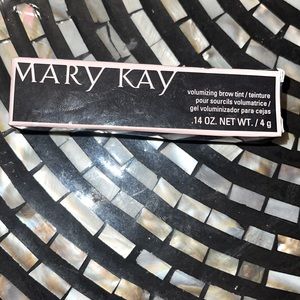 MARY KAY
volumizing brow tint / teinture
pour sourcils volumatrice /
gel voluminizador para cejas
.14 OZ. NET WT. / 4 g